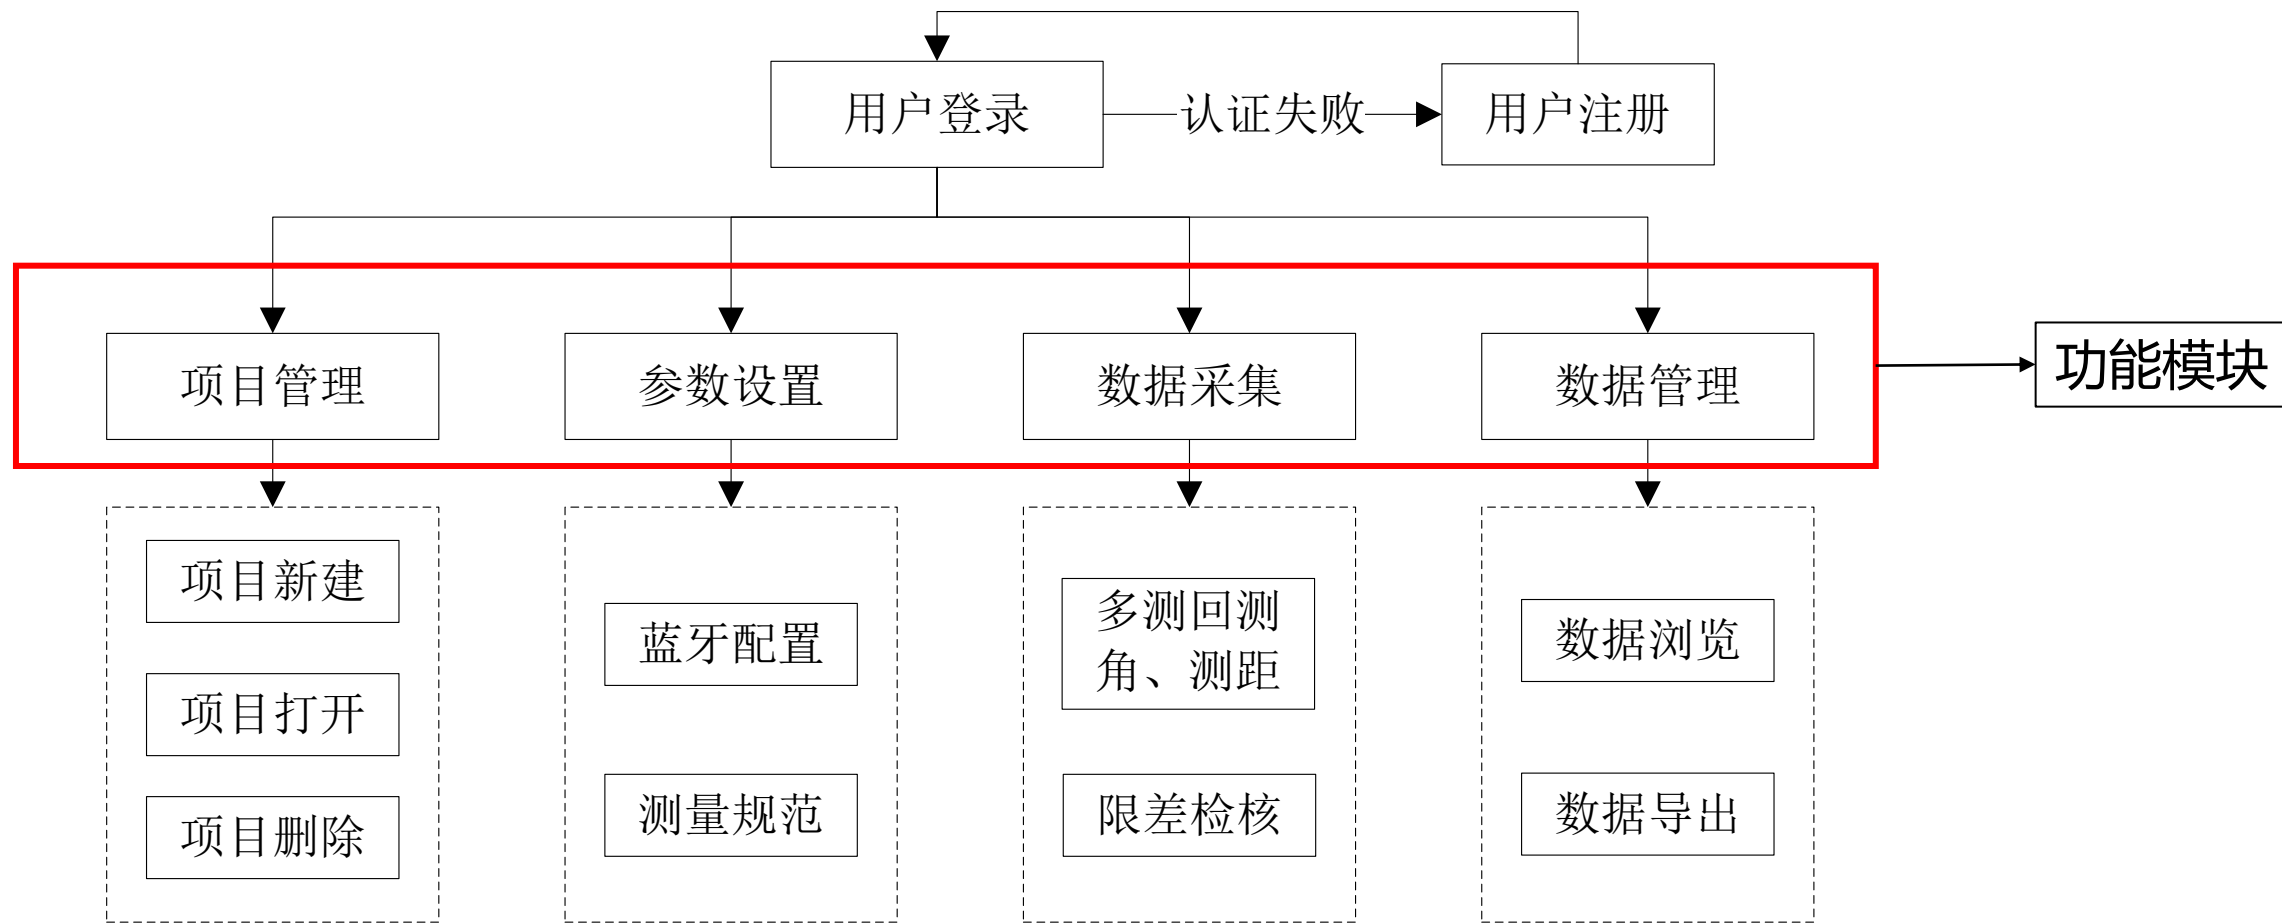 用户登录
认证失败
用户注册
项目管理
参数设置
数据采集
数据管理
功能模块
项目新建
项目打开
项目删除
蓝牙配置
测量规范
多测回测
角、测距
限差检核
数据浏览
数据导出